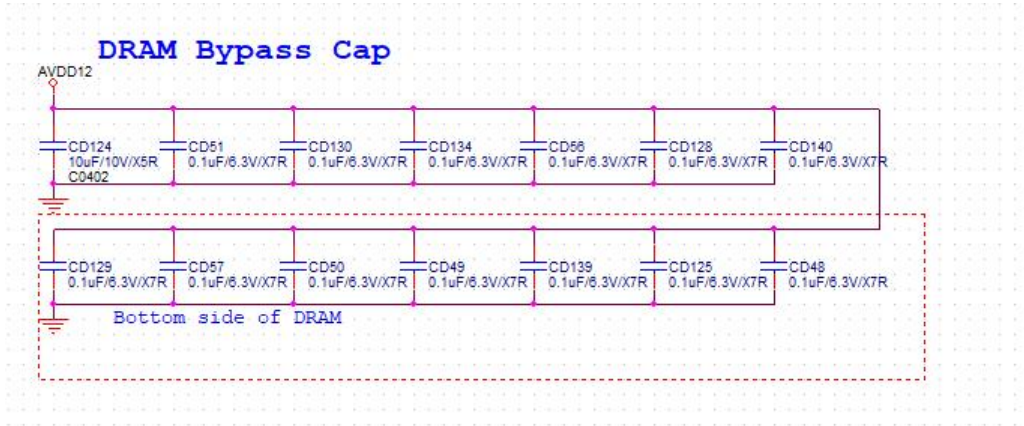 DRAM Bypass Cap
AVDD12
CD124 CD51 CD130 CD134 CD56 CD128 CD140
10uF/10V/X5R 0.1uF/6.3V/X7R 0.1uF/6.3V/X7R 0.1uF/6.3V/X7R 0.1uF/6.3V/X7R 0.1uF/6.3V/X7R 0.1uF/6.3V/X7R
C0402
CD129 CD57 CD50 CD49 CD139 CD125 CD48
0.1uF/6.3V/X7R 0.1uF/6.3V/X7R 0.1uF/6.3V/X7R 0.1uF/6.3V/X7R 0.1uF/6.3V/X7R 0.1uF/6.3V/X7R 0.1uF/6.3V/X7R
Bottom side of DRAM